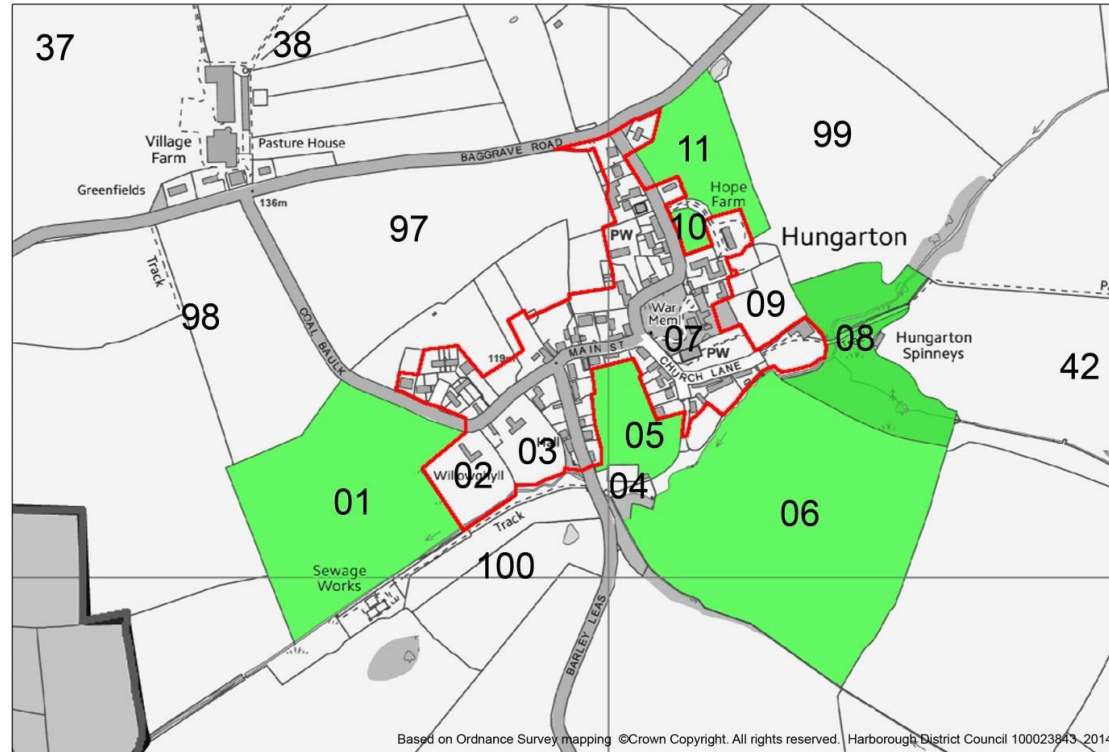 37
38
Village
Farm
Pasture House
Greenfields
BAGGRAVE ROAD
136m
11
99
Hope
Farm
10
Hungarton
97
PW
Track
98
COAL BAULK
09
War
Meml
07
PW
08
Hungarton
Spinneys
MAIN ST
CHURCH LANE
119m
42
05
03
02
Willowghyll
04
01
06
Track
100
Sewage
Works
BARLEY LEAS
Based on Ordnance Survey mapping ©Crown Copyright. All rights reserved. Harborough District Council 100023843 2014